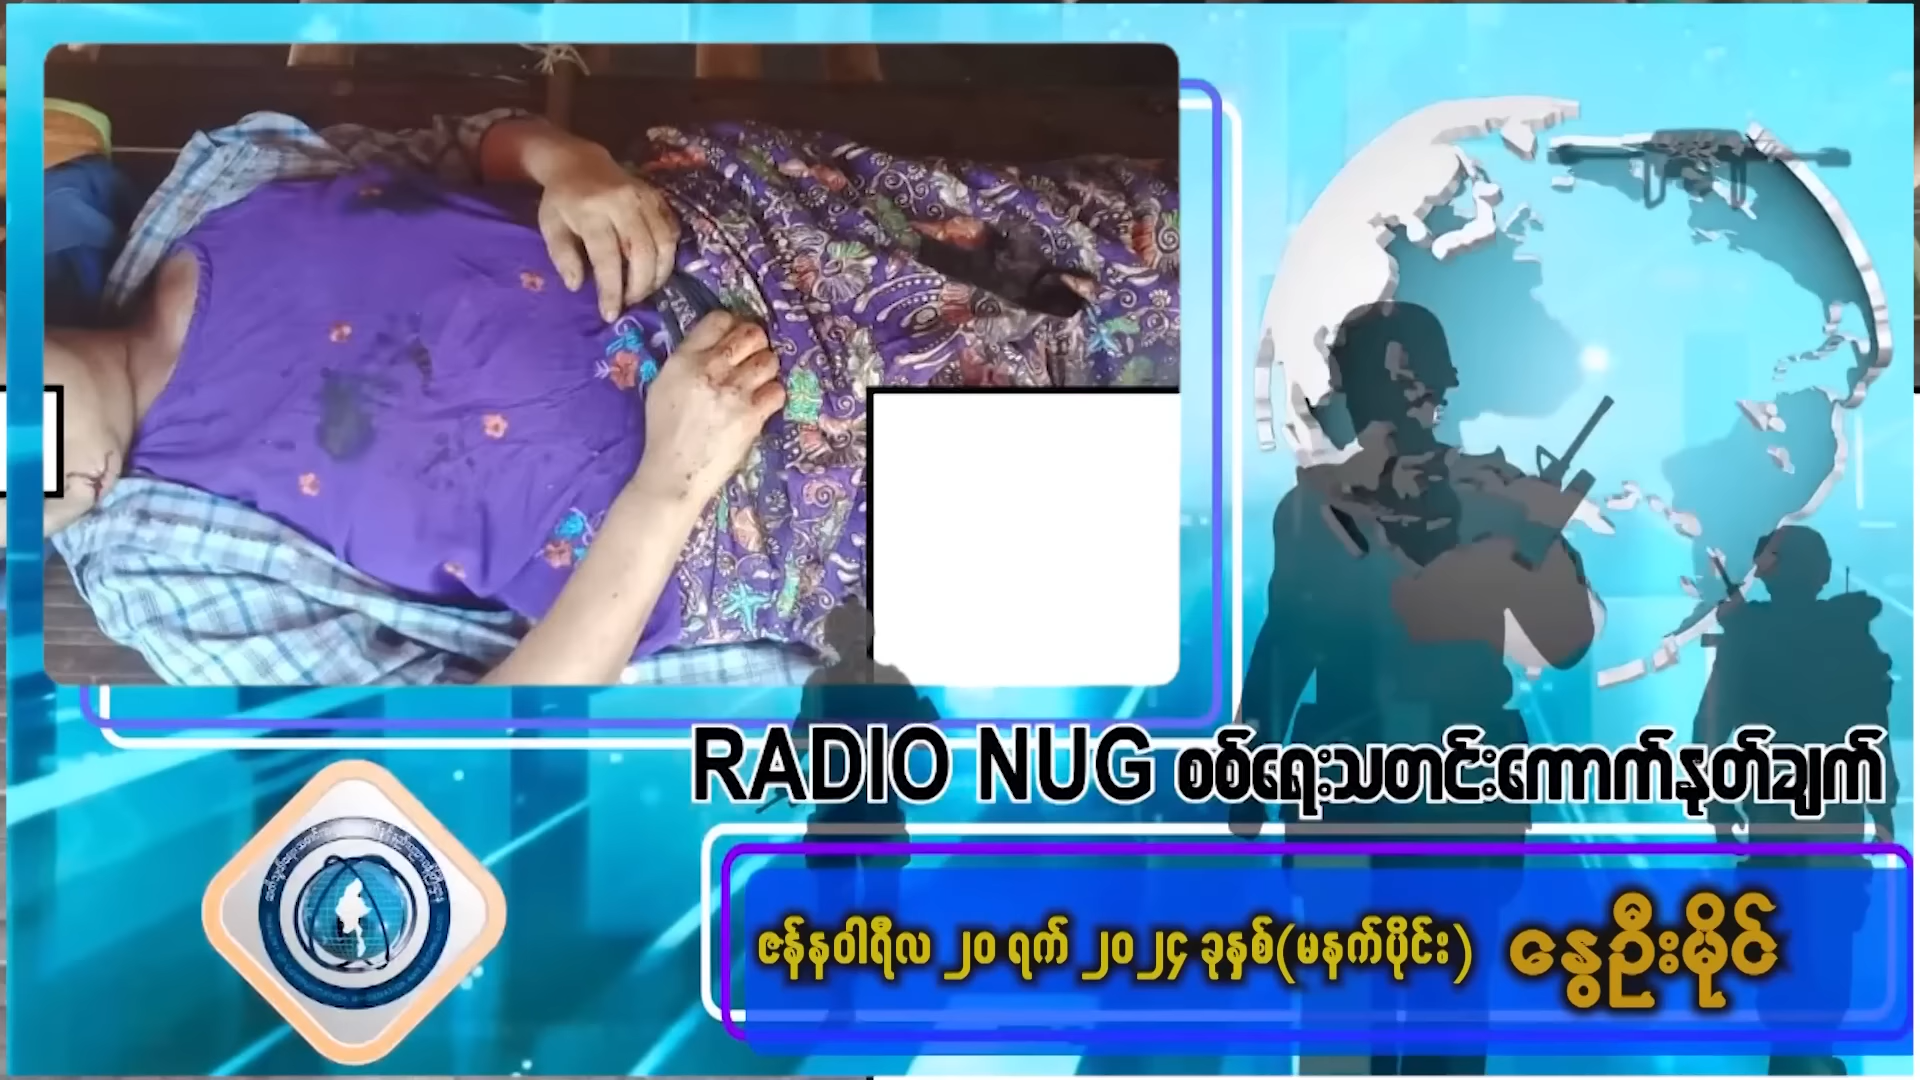 RADIO NUG စစ်ရေးသတင်းကောက်နုတ်ချက်
ဇန်နဝါရီလ ၂၀ ရက် ၂၀၂၄ ခုနှစ်(မနက်ပိုင်း) နွေဦးမိုင်